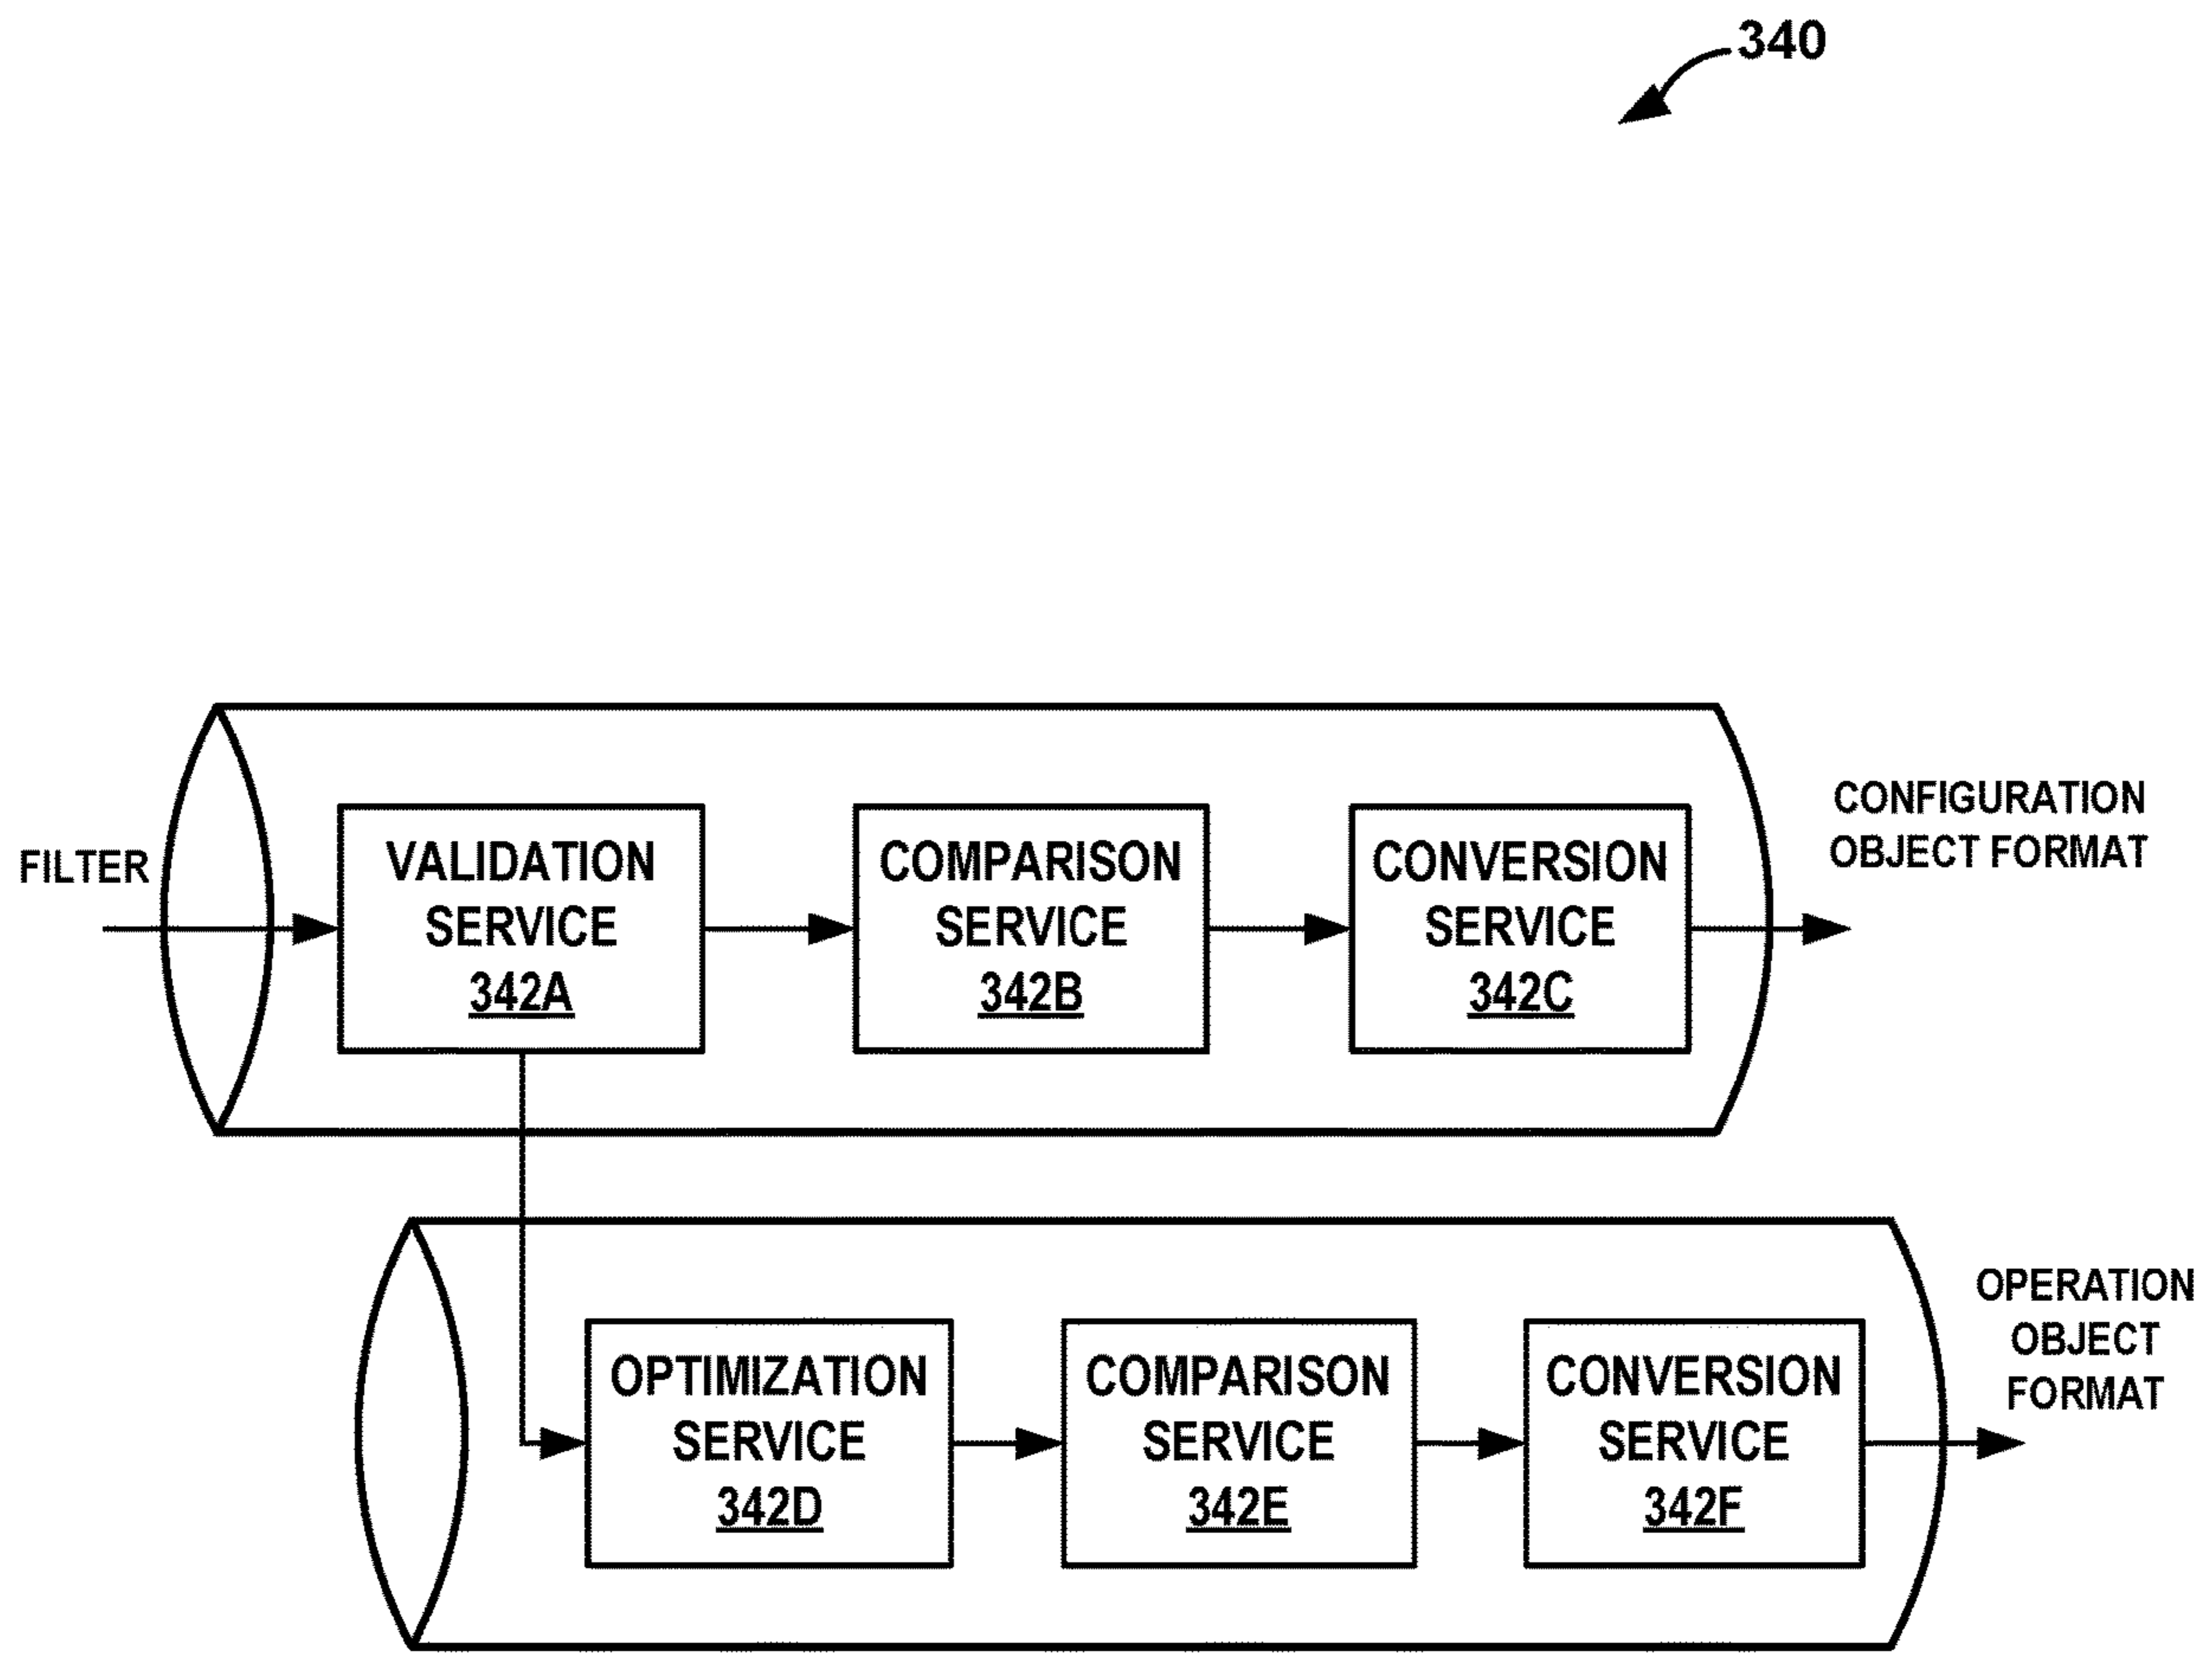 340
FILTER
VALIDATION
SERVICE
342A
COMPARISON
SERVICE
342B
CONVERSION
SERVICE
342C
CONFIGURATION
OBJECT FORMAT
OPTIMIZATION
SERVICE
342D
COMPARISON
SERVICE
342E
CONVERSION
SERVICE
342F
OPERATION
OBJECT
FORMAT